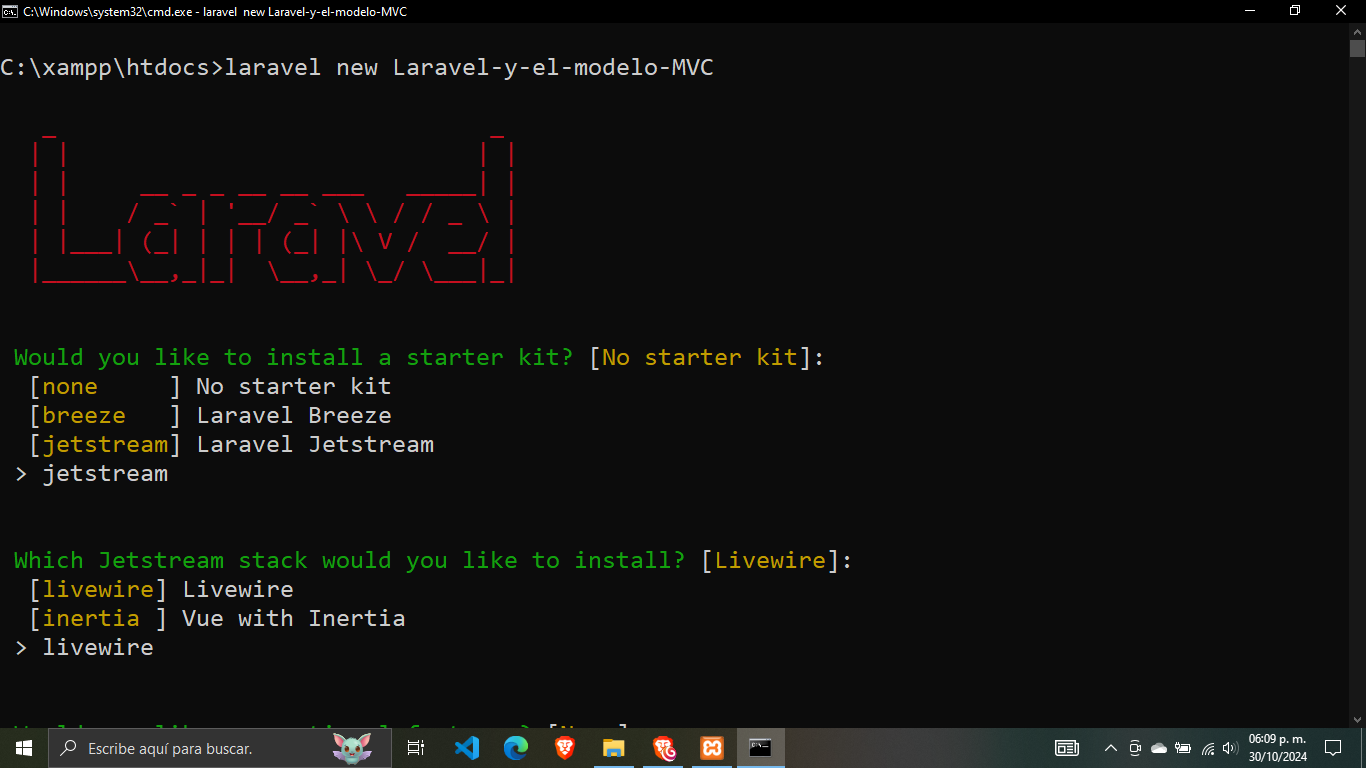 C:\Windows\system32\cmd.exe - laravel new Laravel-y-el-modelo-MVC
C:\xampp\htdocs>laravel new Laravel-y-el-modelo-MVC
Laravel
Would you like to install a starter kit? [No starter kit]:
[none     ] No starter kit
[breeze   ] Laravel Breeze
[jetstream] Laravel Jetstream
> jetstream
Which Jetstream stack would you like to install? [Livewire]:
[livewire] Livewire
[inertia ] Vue with Inertia
> livewire
Escribe aquí para buscar.
06:09 p. m.
30/10/2024